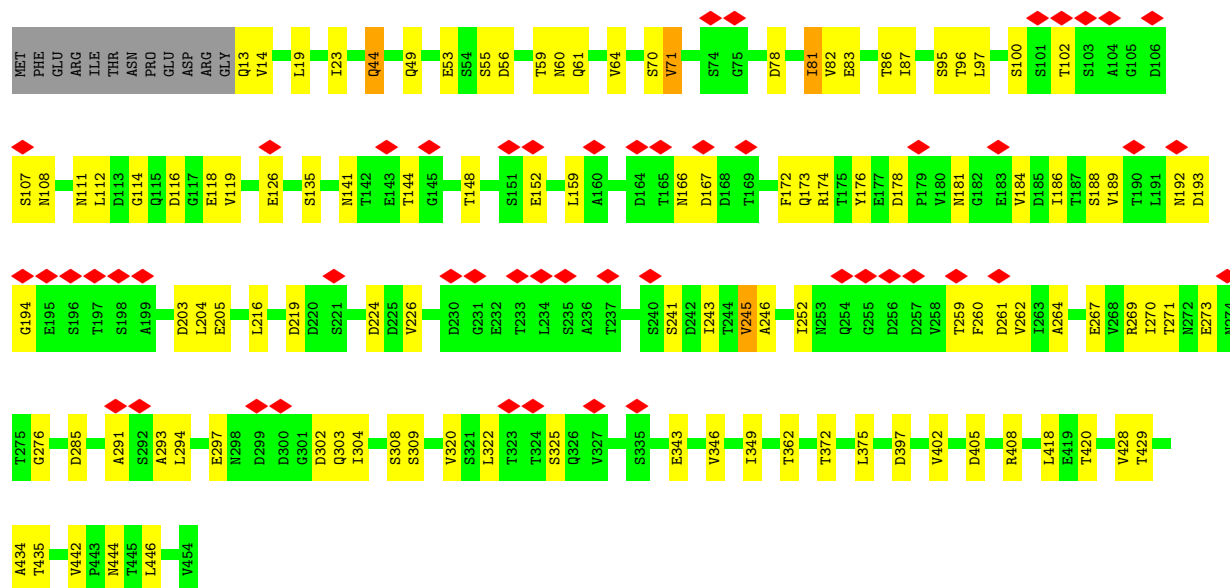 MET PHE GLU ARG ILE THR ASN PRO GLU ASP ARG GLY Q13 V14 L19 I23 Q44 Q49 E53 S54 S55 D56 T59 N60 Q61 V64 S70 V71 S74 G75 D78 I81 V82 E83 T86 I87 S95 T96 L97 S100 S101 T102 S103 A104 G105 D106
S107 N108 N111 L112 D113 G114 Q115 D116 G117 E118 V119 E126 S135 N141 T142 E143 T144 G145 T148 S151 E152 L159 A160 D164 T165 N166 D167 D168 T169 F172 Q173 R174 T175 Y176 E177 D178 P179 V180 N181 G182 E183 V184 D185 I186 T187 S188 V189 T190 L191 N192 D193
G194 E195 S196 T197 S198 A199 D203 L204 E205 L216 D219 D220 S221 D224 D225 V226 D230 G231 E232 T233 L234 S235 A236 T237 S240 S241 D242 I243 T244 V245 A246 I252 N253 Q254 G255 D256 D257 V258 T259 F260 D261 V262 I263 A264 E267 V268 R269 I270 T271 N272 E273 N274
T275 G276 D285 A291 S292 A293 L294 E297 N298 D299 D300 G301 D302 Q303 I304 S308 S309 V320 S321 L322 T323 T324 S325 Q326 V327 S335 E343 V346 I349 T362 T372 L375 D397 V402 D405 R408 L418 E419 T420 V428 T429
A434 T435 V442 P443 N444 T445 L446 V454